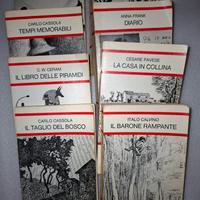 CARLO CASSOLA
TEMPI MEMORABILI
ANNA FRANK
DIARIO
C. W. CERAM
IL LIBRO DELLE PIRAMIDI
CESARE PAVESE
LA CASA IN COLLINA
CARLO CASSOLA
IL TAGLIO DEL BOSCO
ITALO CALVINO
IL BARONE RAMPANTE